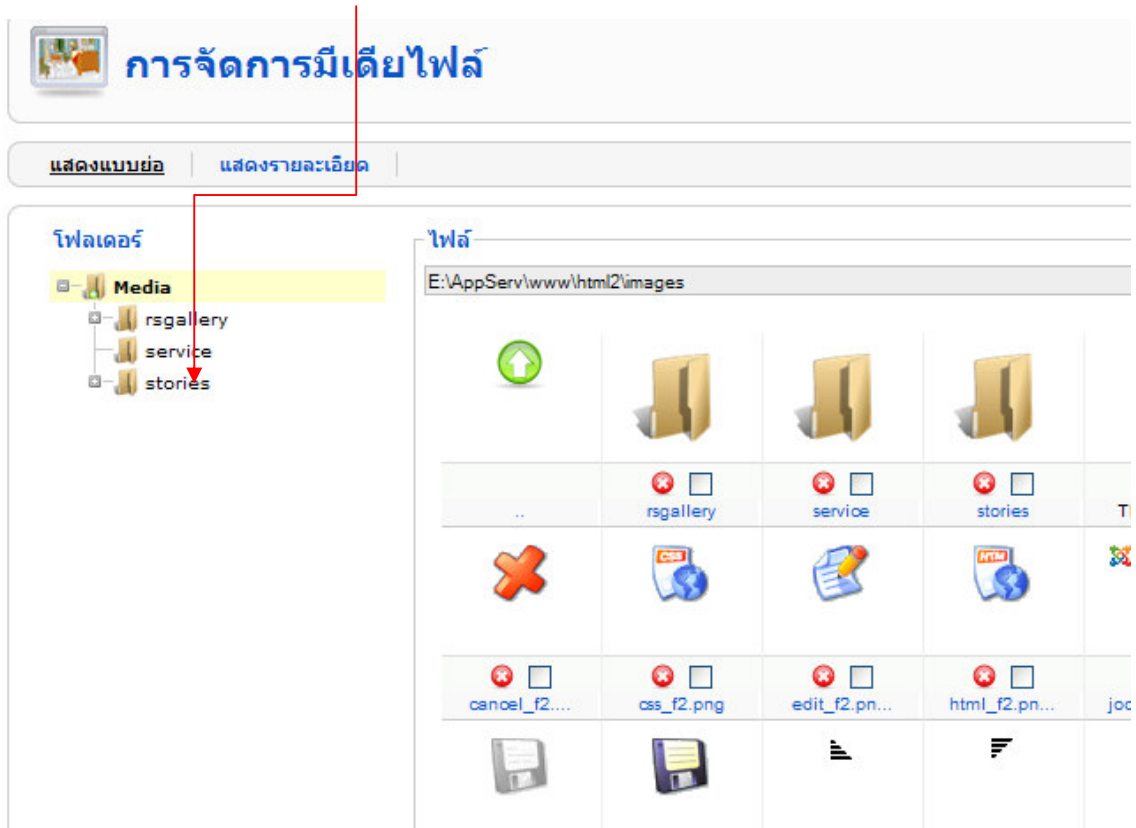 การจัดการมีเดียไฟล์
แสดงแบบย่อ แสดงรายละเอียด
โฟลเดอร์
Media
rsgallery
service
stories
ไฟล์
E:\AppServ\www\html2\images
.. rsgallery service stories
CSS HTM
cancel_f2.... css_f2.png edit_f2.pn... html_f2.pn...